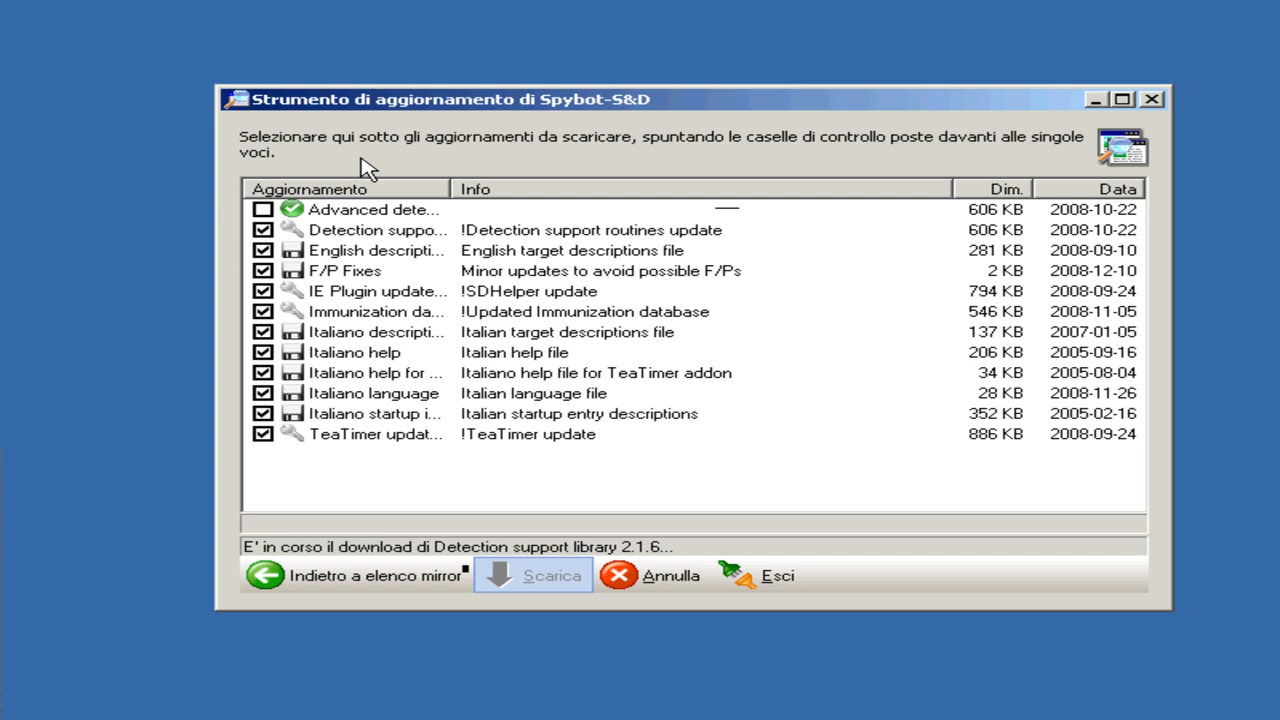 Strumento di aggiornamento di Spybot-S&D
Selezionare qui sotto gli aggiornamenti da scaricare, spuntando le caselle di controllo poste davanti alle singole
voci.
Aggiornamento Info Dim. Data
Advanced dete... 606 KB 2008-10-22
Detection suppo... !Detection support routines update 606 KB 2008-10-22
English descripti... English target descriptions file 281 KB 2008-09-10
F/P Fixes Minor updates to avoid possible F/Ps 2 KB 2008-12-10
IE Plugin update... !SDHelper update 794 KB 2008-09-24
Immunization da... !Updated Immunization database 546 KB 2008-11-05
Italiano descripti... Italian target descriptions file 137 KB 2007-01-05
Italiano help Italian help file 206 KB 2005-09-16
Italiano help for ... Italiano help file for TeaTimer addon 34 KB 2005-08-04
Italiano language Italian language file 28 KB 2008-11-26
Italiano startup i... Italian startup entry descriptions 352 KB 2005-02-16
TeaTimer updat... !TeaTimer update 886 KB 2008-09-24
E' in corso il download di Detection support library 2.1.6...
Indietro a elenco mirror Scarica Annulla Esci